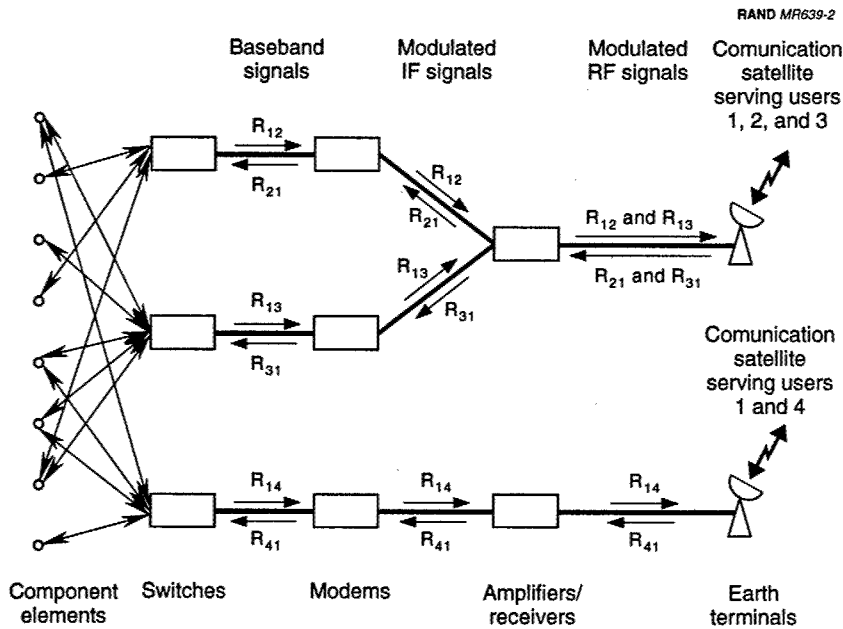 RAND MR639-2
Baseband
signals
Modulated
IF signals
Modulated
RF signals
Comunication
satellite
serving users
1, 2, and 3
R12
R21
R12
R21
R12 and R13
R21 and R31
R13
R31
R13
R31
Comunication
satellite
serving users
1 and 4
R14
R41
R14
R41
R14
R41
Component
elements
Switches
Modems
Amplifiers/
receivers
Earth
terminals